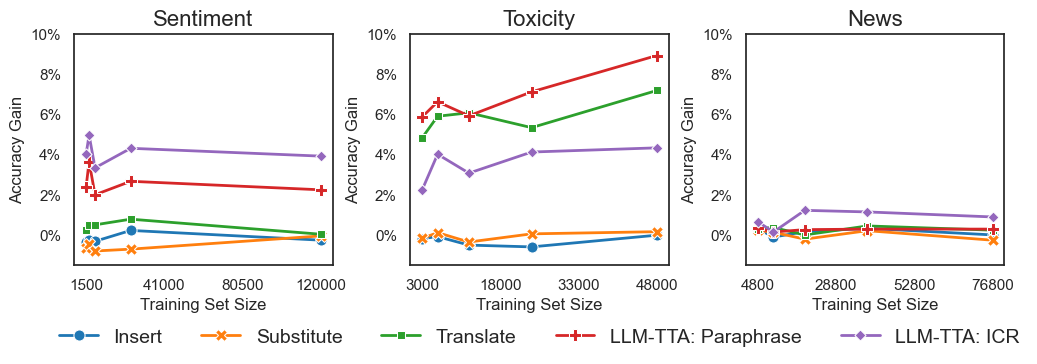 Sentiment
Toxicity
News
10%
8%
6%
4%
2%
0%
Accuracy Gain
1500
41000
80500
120000
Training Set Size
10%
8%
6%
4%
2%
0%
Accuracy Gain
3000
18000
33000
48000
Training Set Size
10%
8%
6%
4%
2%
0%
Accuracy Gain
4800
28800
52800
76800
Training Set Size
Insert
Substitute
Translate
LLM-TTA: Paraphrase
LLM-TTA: ICR